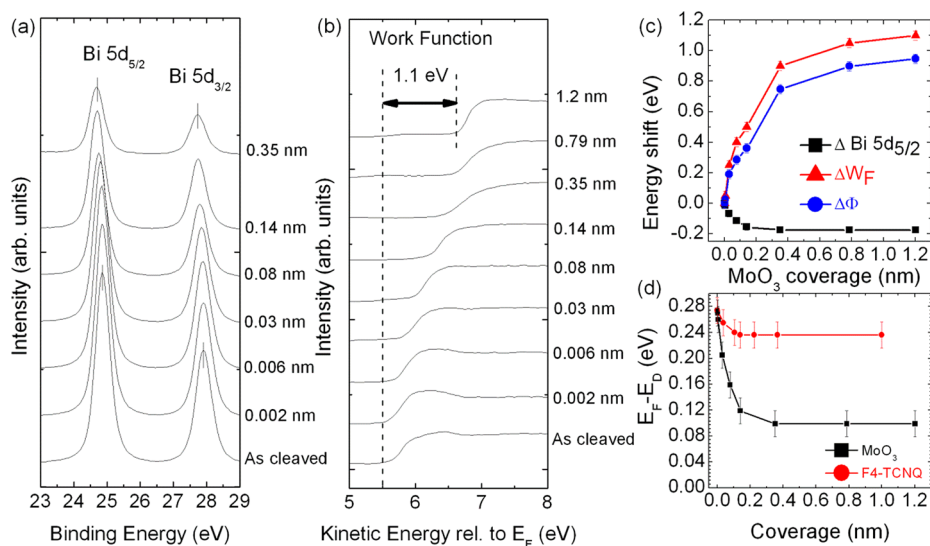 (a)
Bi 5d5/2
Bi 5d3/2
0.35 nm
0.14 nm
0.08 nm
0.03 nm
0.006 nm
0.002 nm
As cleaved
Intensity (arb. units)
23 24 25 26 27 28 29
Binding Energy (eV)
(b)
Work Function
1.1 eV
1.2 nm
0.79 nm
0.35 nm
0.14 nm
0.08 nm
0.03 nm
0.006 nm
0.002 nm
As cleaved
Intensity (arb. units)
5 6 7 8
Kinetic Energy rel. to EF (eV)
(c)
1.2
1.0
0.8
0.6
0.4
0.2
0.0
-0.2
Energy shift (eV)
Δ Bi 5d5/2
ΔWF
ΔΦ
0.0 0.2 0.4 0.6 0.8 1.0 1.2
MoO3 coverage (nm)
(d)
0.28
0.24
0.20
0.16
0.12
0.08
0.04
0.00
EF-ED (eV)
MoO3
F4-TCNQ
0.0 0.2 0.4 0.6 0.8 1.0 1.2
Coverage (nm)